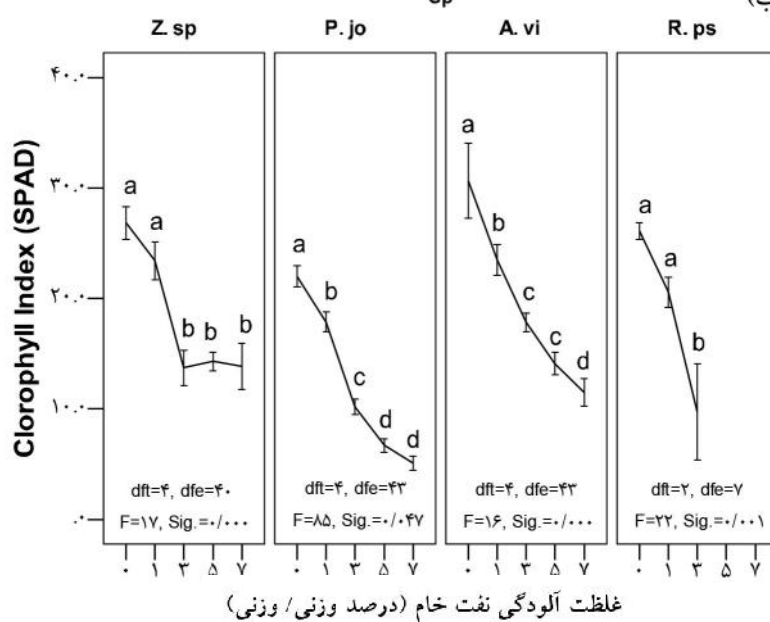 Sp
ب)
Z. sp P. jo A. vi R. ps
Clorophyll Index (SPAD)
۴۰.۰
۳۰.۰
۲۰.۰
۱۰.۰
.۰
a a b b b
a b c d d
a b c c d
a a b
dft=۴, dfe=۴۰
F=۱۷, Sig.=۰/۰۰۰
dft=۴, dfe=۴۳
F=۸۵, Sig.=۰/۰۴۷
dft=۴, dfe=۴۳
F=۱۶, Sig.=۰/۰۰۰
dft=۲, dfe=۷
F=۲۲, Sig.=۰/۰۰۱
۰ ۱ ۳ ۵ ۷ ۰ ۱ ۳ ۵ ۷ ۰ ۱ ۳ ۵ ۷ ۰ ۱ ۳ ۵ ۷
غلظت آلودگی نفت خام (درصد وزنی/ وزنی)